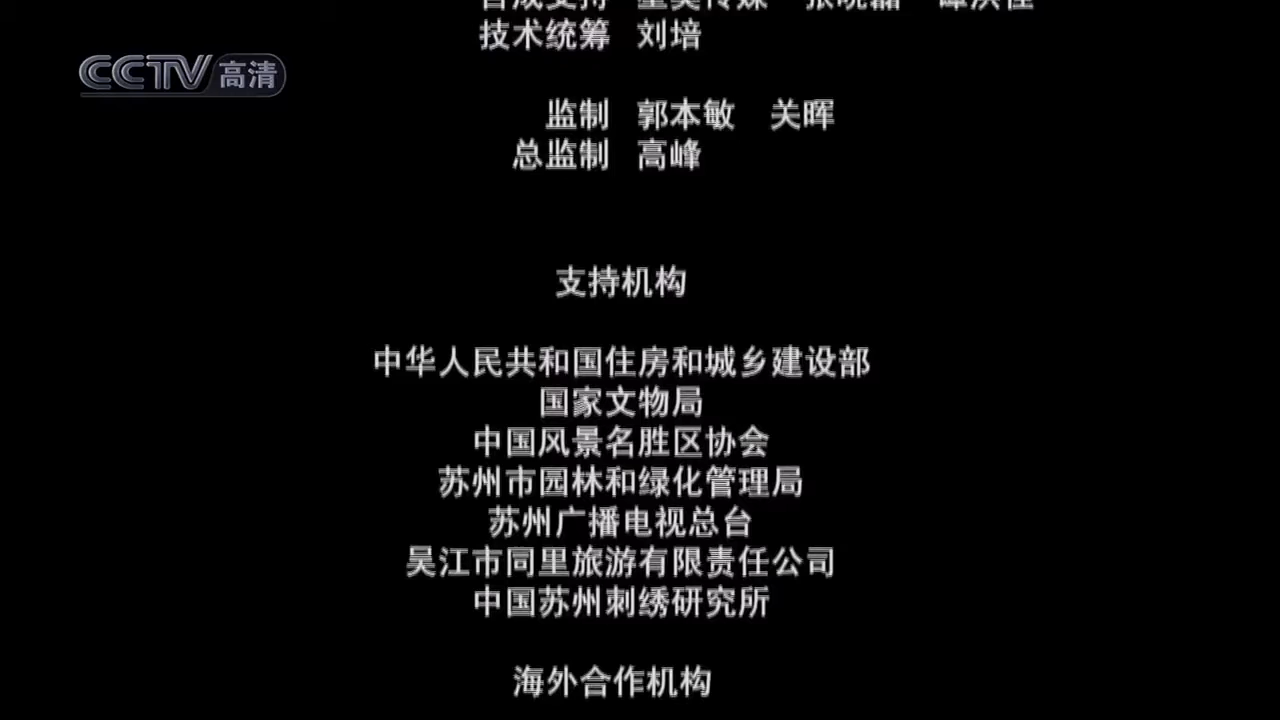 技术统筹 刘培
CCTV高清
监制 郭本敏 关晖
总监制 高峰
支持机构
中华人民共和国住房和城乡建设部
国家文物局
中国风景名胜区协会
苏州市园林和绿化管理局
苏州广播电视总台
吴江市同里旅游有限责任公司
中国苏州刺绣研究所
海外合作机构